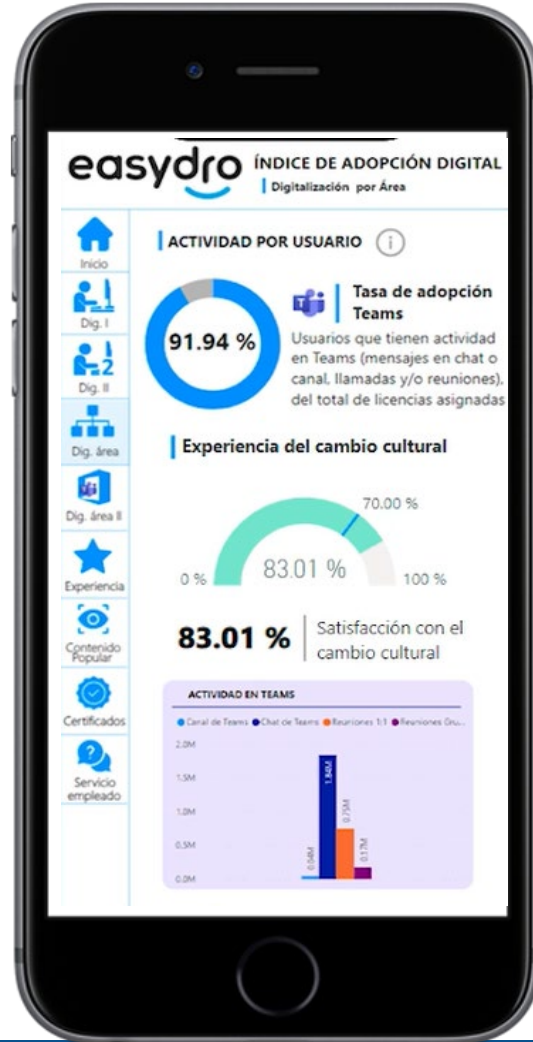 easydro
ÍNDICE DE ADOPCIÓN DIGITAL
Digitalización por Área
Inicio
Dig. I
2
Dig. II
Dig. área
Dig. área II
Experiencia
Contenido
Popular
Certificados
?
Servicio
empleado
ACTIVIDAD POR USUARIO i
91.94 %
T
Tasa de adopción
Teams
Usuarios que tienen actividad
en Teams (mensajes en chat o
canal, llamadas y/o reuniones),
del total de licencias asignadas
Experiencia del cambio cultural
70.00 %
0 %
83.01 %
100 %
83.01 %
Satisfacción con el
cambio cultural
ACTIVIDAD EN TEAMS
Canal de Teams Chat de Teams Reuniones 1:1 Reuniones Gru...
2.0M
1.5M
1.0M
0.5M
0.0M
0.04M
1.84M
0.75M
0.17M